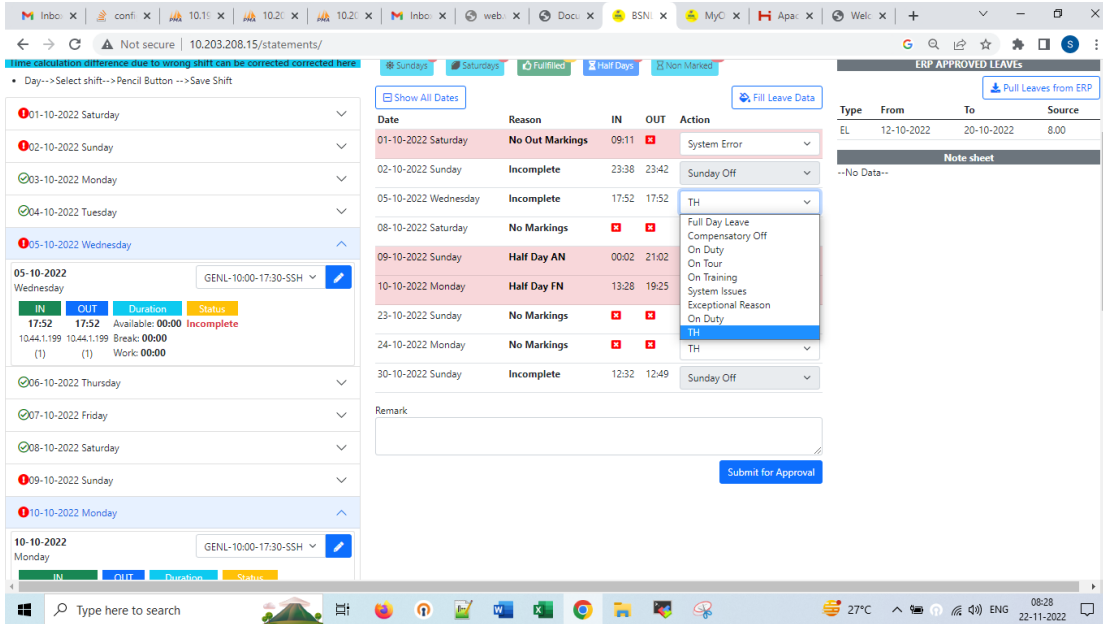 Inbo
confi
10.19
10.20
10.20
Inbo
web.
Docu
BSNL
MyC
Apac
Welc
Not secure | 10.203.208.15/statements/
Time calculation difference due to wrong shift can be corrected corrected here
Day-->Select shift-->Pencil Button -->Save Shift
01-10-2022 Saturday
02-10-2022 Sunday
03-10-2022 Monday
04-10-2022 Tuesday
05-10-2022 Wednesday
05-10-2022
Wednesday
GENL-10:00-17:30-SSH
IN OUT Duration Status
17:52 17:52 Available: 00:00 Incomplete
10.44.1.199 10.44.1.199 Break: 00:00
(1) (1) Work: 00:00
06-10-2022 Thursday
07-10-2022 Friday
08-10-2022 Saturday
09-10-2022 Sunday
10-10-2022 Monday
10-10-2022
Monday
GENL-10:00-17:30-SSH
IN OUT Duration Status
Sundays Saturdays Fulfilled Half Days Non Marked
Show All Dates Fill Leave Data
Date Reason IN OUT Action
01-10-2022 Saturday No Out Markings 09:11 System Error
02-10-2022 Sunday Incomplete 23:38 23:42 Sunday Off
05-10-2022 Wednesday Incomplete 17:52 17:52 TH
08-10-2022 Saturday No Markings
09-10-2022 Sunday Half Day AN 00:02 21:02
10-10-2022 Monday Half Day FN 13:28 19:25
23-10-2022 Sunday No Markings
24-10-2022 Monday No Markings TH
30-10-2022 Sunday Incomplete 12:32 12:49 Sunday Off
Full Day Leave
Compensatory Off
On Duty
On Tour
On Training
System Issues
Exceptional Reason
On Duty
TH
Remark
Submit for Approval
ERP APPROVED LEAVEs
Pull Leaves from ERP
Type From To Source
EL 12-10-2022 20-10-2022 8.00
Note sheet
--No Data--
Type here to search
27°C ENG 08:28
22-11-2022